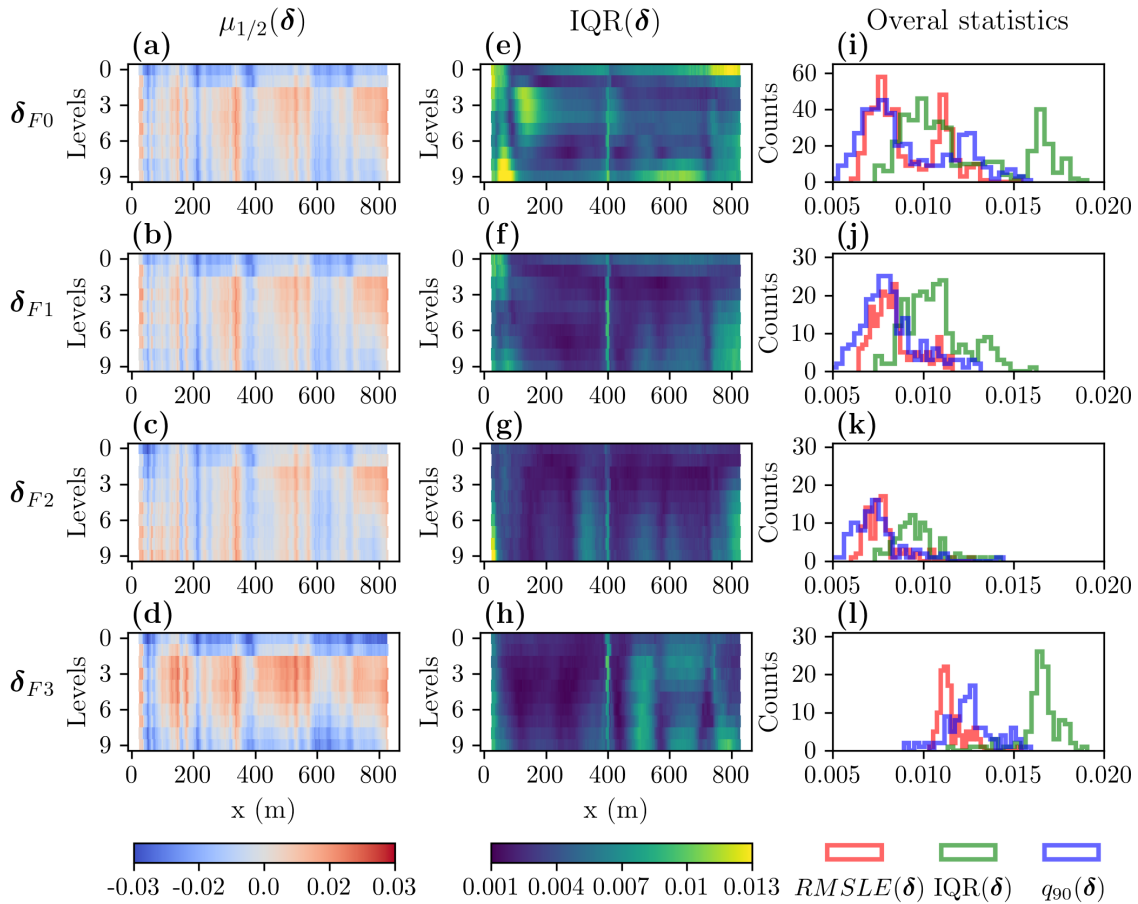 μ1/2(δ) IQR(δ) Overal statistics
(a) (e) (i)
δF0 Levels 0 3 6 9 Levels 0 3 6 9 Counts 60 40 20 0
0 200 400 600 800 0 200 400 600 800 0.005 0.010 0.015 0.020
(b) (f) (j)
δF1 Levels 0 3 6 9 Levels 0 3 6 9 Counts 30 20 10 0
0 200 400 600 800 0 200 400 600 800 0.005 0.010 0.015 0.020
(c) (g) (k)
δF2 Levels 0 3 6 9 Levels 0 3 6 9 Counts 30 20 10 0
0 200 400 600 800 0 200 400 600 800 0.005 0.010 0.015 0.020
(d) (h) (l)
δF3 Levels 0 3 6 9 Levels 0 3 6 9 Counts 30 20 10 0
0 200 400 600 800 0 200 400 600 800 0.005 0.010 0.015 0.020
x (m) x (m)
-0.03 -0.02 0.0 0.02 0.03 0.001 0.004 0.007 0.01 0.013 RMSLE(δ) IQR(δ) q90(δ)